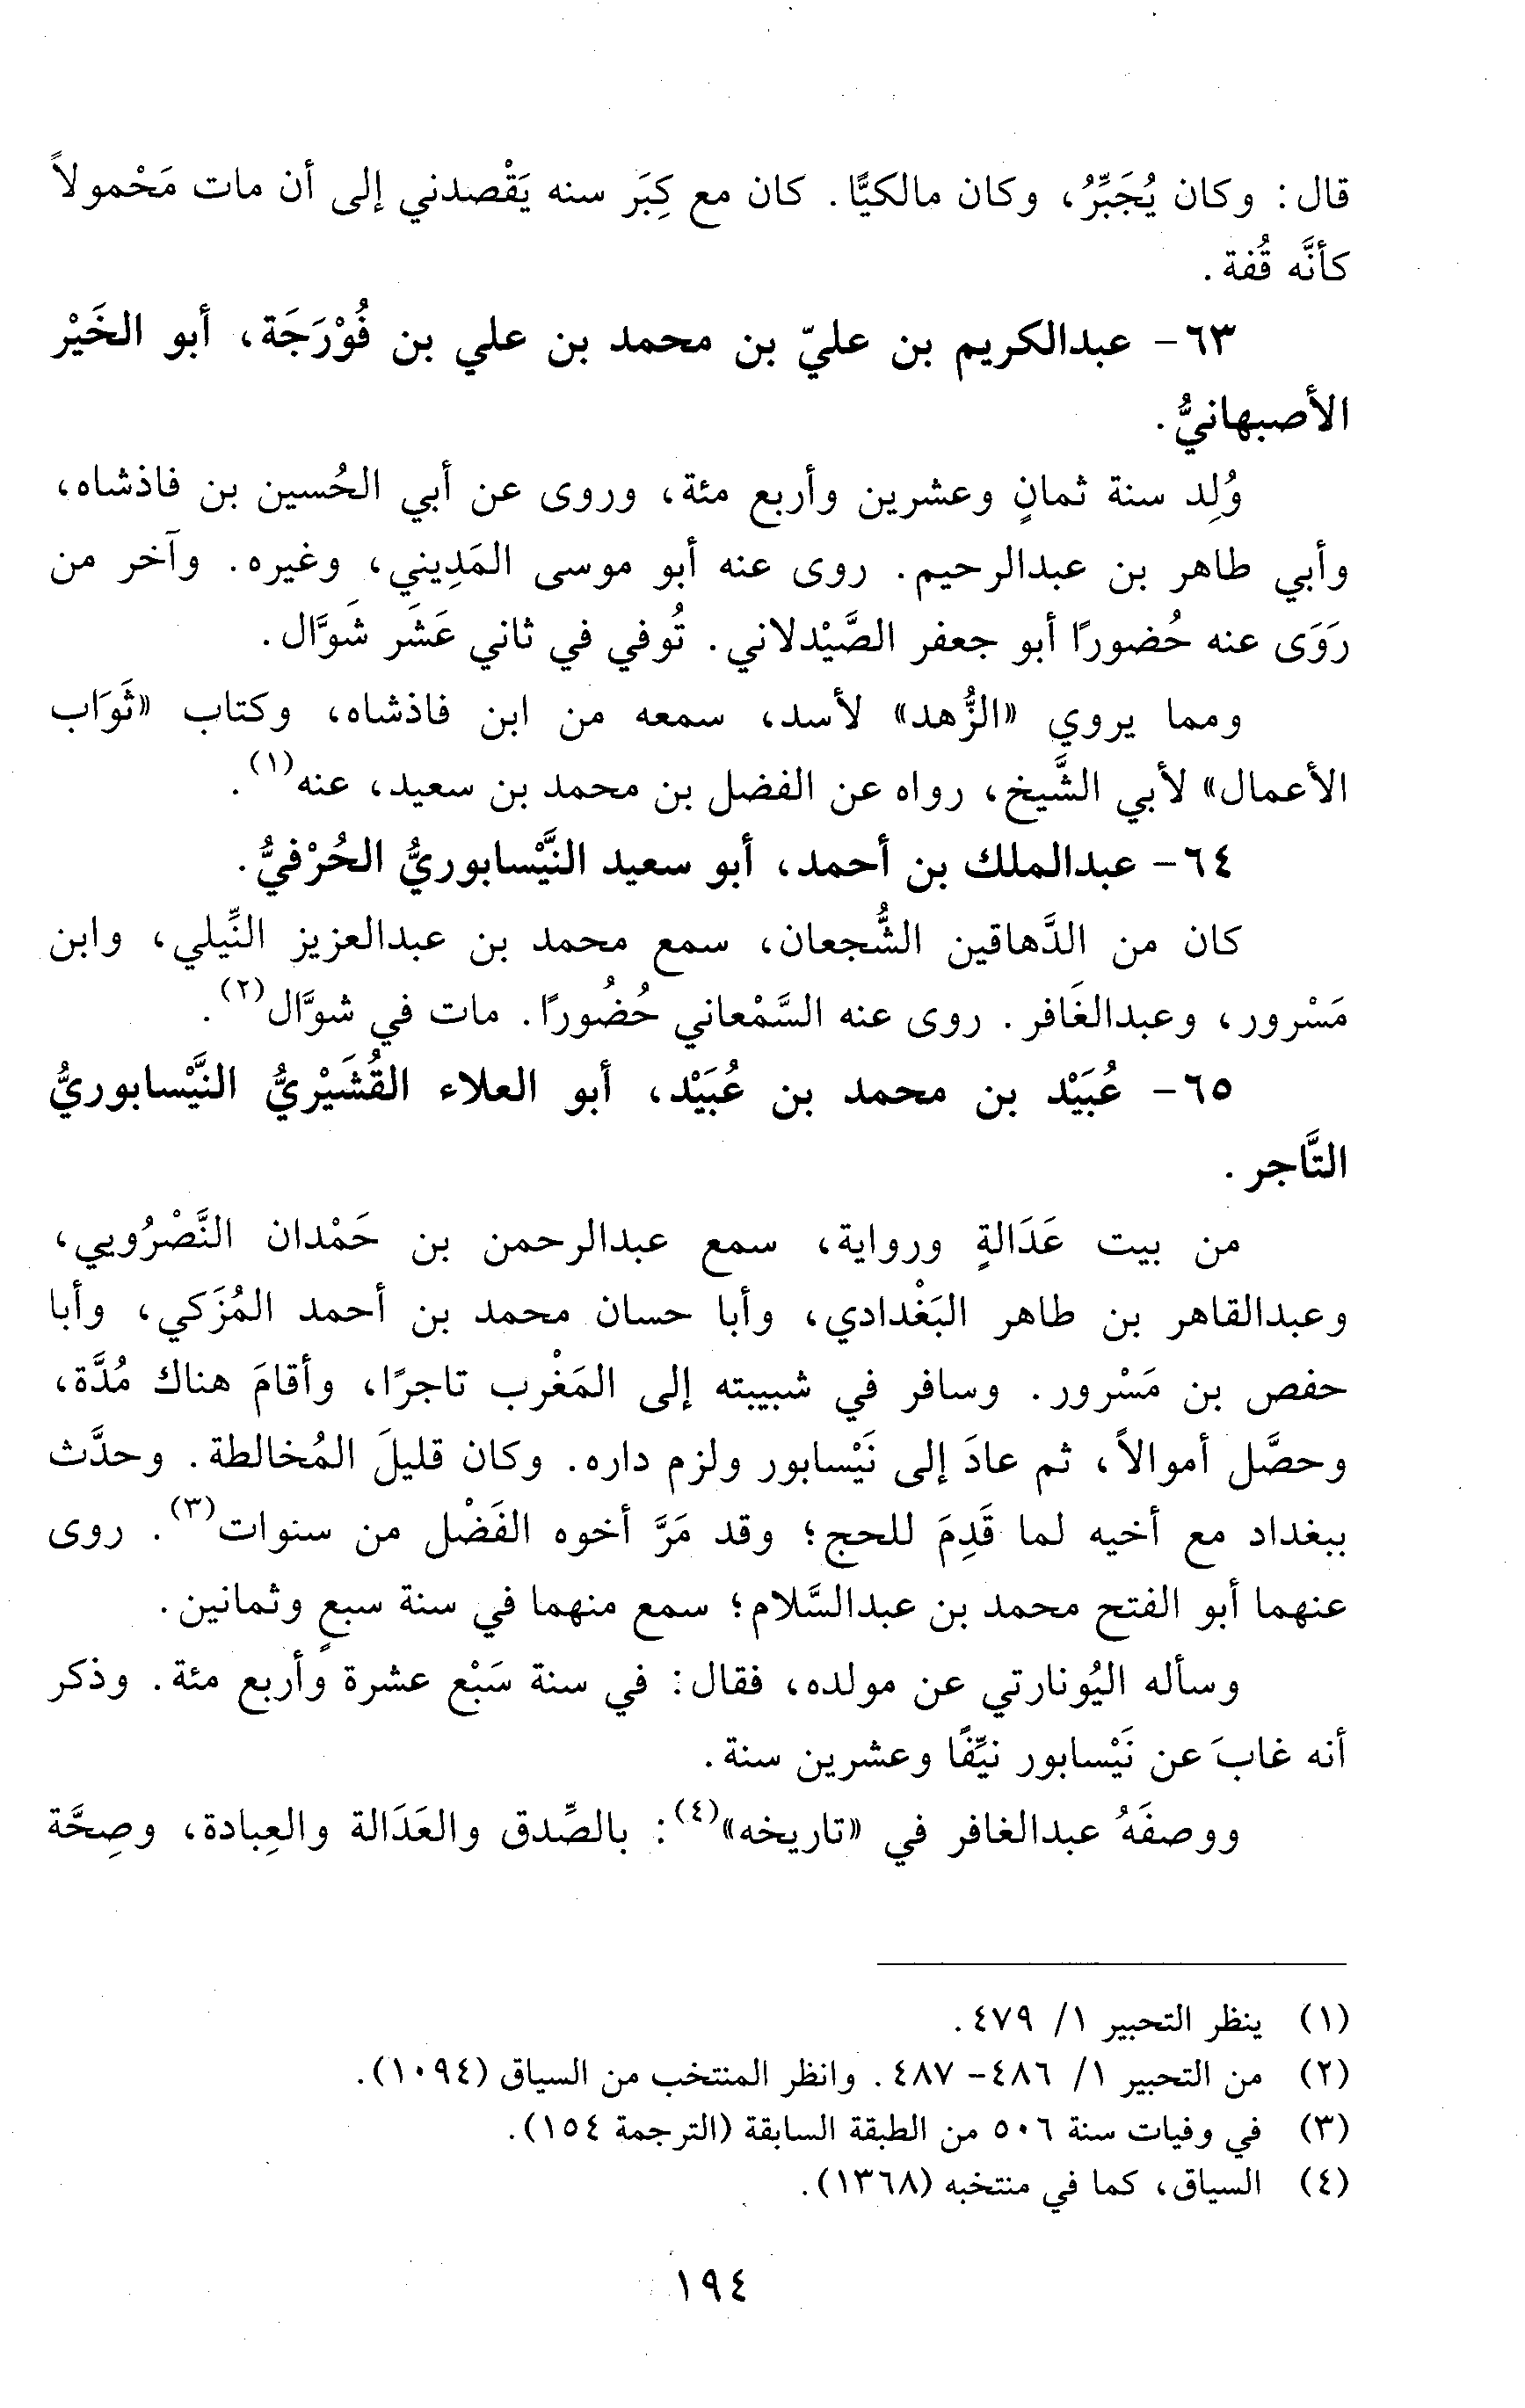 قال: وكان يُجَبِّرُ، وكان مالكيًّا. كان مع كِبَر سنه يَقْصدني إلى أن مات مَحْمولاً
كأنَّه قُفة.
٦٣- عبدالكريم بن عليّ بن محمد بن علي بن فُوْرَجَة، أبو الخَيْر
الأصبهانيُّ.
وُلِد سنة ثمانٍ وعشرين وأربع مئة، وروى عن أبي الحُسين بن فاذشاه،
وأبي طاهر بن عبدالرحيم. روى عنه أبو موسى المَدِيني، وغيره. وآخر من
رَوَى عنه حُضورًا أبو جعفر الصَّيْدلاني. تُوفي في ثاني عَشَر شَوَّال.
ومما يروي «الزُّهد» لأسد، سمعه من ابن فاذشاه، وكتاب «ثَوَاب
الأعمال» لأبي الشَّيخ، رواه عن الفضل بن محمد بن سعيد، عنه(١).
٦٤- عبدالملك بن أحمد، أبو سعيد النَّيْسابوريُّ الحُرْفيُّ.
كان من الدَّهاقين الشُّجعان، سمع محمد بن عبدالعزيز النِّيلي، وابن
مَسْرور، وعبدالغَافر. روى عنه السَّمْعاني حُضُورًا. مات في شوَّال(٢).
٦٥- عُبَيْد بن محمد بن عُبَيْد، أبو العلاء القُشَيْريُّ النَّيْسابوريُّ
التَّاجر.
من بيت عَدَالةٍ ورواية، سمع عبدالرحمن بن حَمْدان النَّصْرُويي،
وعبدالقاهر بن طاهر البَغْدادي، وأبا حسان محمد بن أحمد المُزَكي، وأبا
حفص بن مَسْرور. وسافر في شبيبته إلى المَغْرب تاجرًا، وأقامَ هناك مُدَّة،
وحصَّل أموالاً، ثم عادَ إلى نَيْسابور ولزم داره. وكان قليلَ المُخالطة. وحدَّث
ببغداد مع أخيه لما قَدِمَ للحج؛ وقد مَرَّ أخوه الفَضْل من سنوات(٣). روى
عنهما أبو الفتح محمد بن عبدالسَّلام؛ سمع منهما في سنة سبعٍ وثمانين.
وسأله اليُونارتي عن مولده، فقال: في سنة سَبْع عشرة وأربع مئة. وذكر
أنه غابَ عن نَيْسابور نيِّفًا وعشرين سنة.
ووصفَهُ عبدالغافر في «تاريخه»(٤): بالصِّدق والعَدَالة والعِبادة، وصِحَّة
(١) ينظر التحبير ١/ ٤٧٩.
(٢) من التحبير ١/ ٤٨٦- ٤٨٧. وانظر المنتخب من السياق (١٠٩٤).
(٣) في وفيات سنة ٥٠٦ من الطبقة السابقة (الترجمة ١٥٤).
(٤) السياق، كما في منتخبه (١٣٦٨).
١٩٤